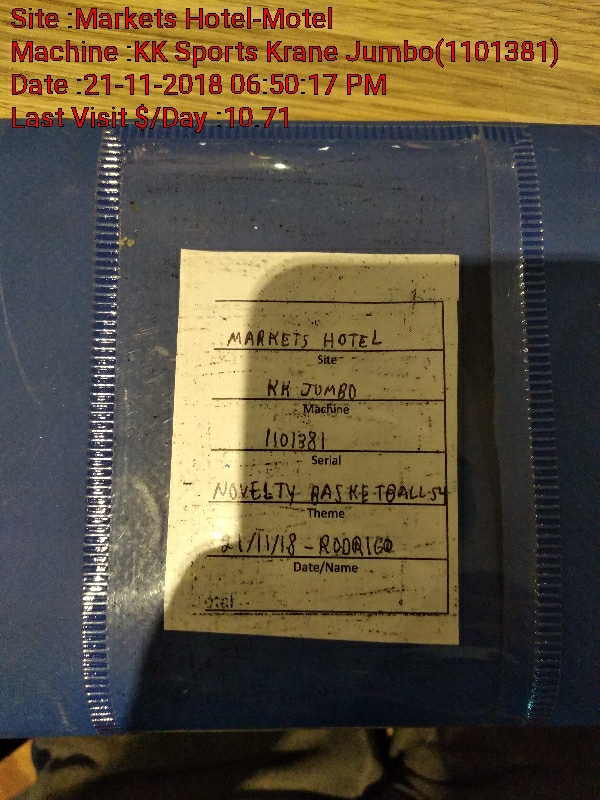 Site :Markets Hotel-Motel
Machine :KK Sports Krane Jumbo(1101381)
Date :21-11-2018 06:50:17 PM
Last Visit $/Day :10.71
MARKETS HOTEL
Site
KK JUMBO
Machine
1101381
Serial
NOVELTY BASKETBALL S4
Theme
21/11/18 - RODRIGO
Date/Name